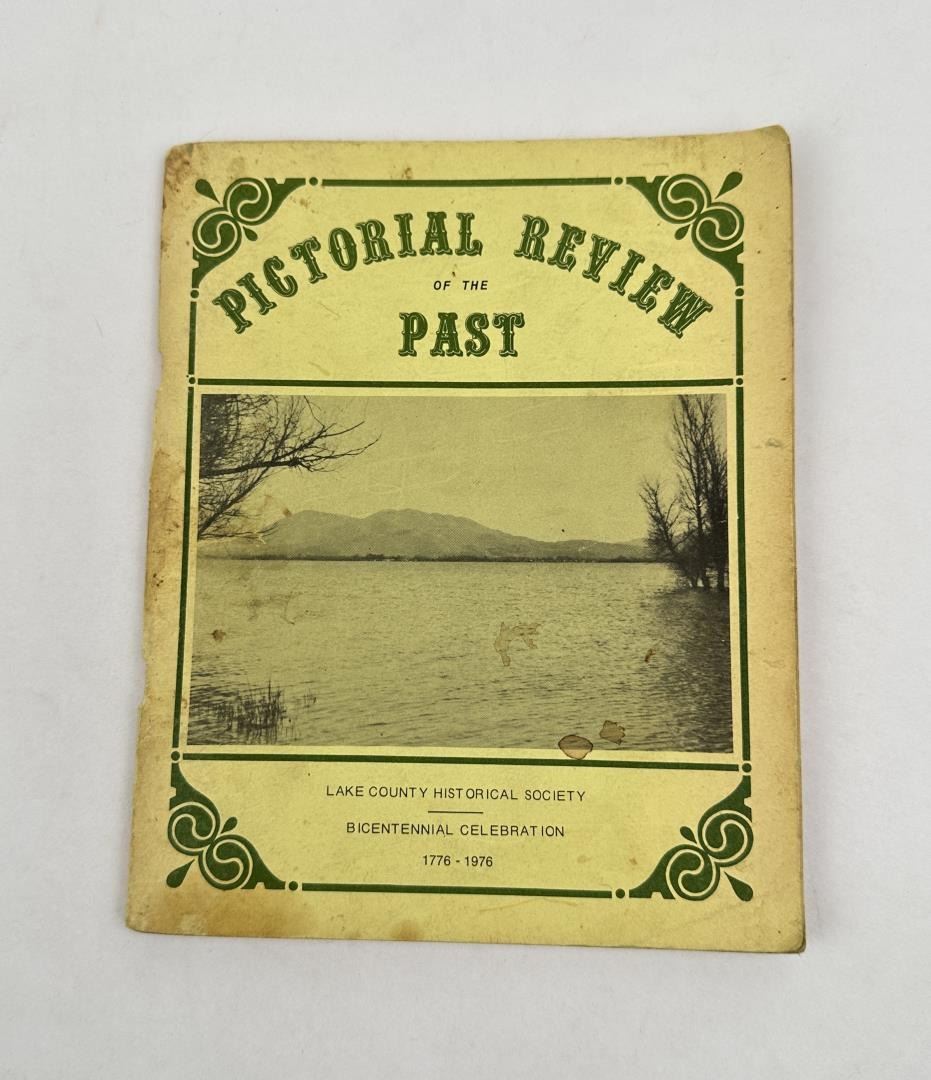 PICTORIAL REVIEW
OF THE
PAST
LAKE COUNTY HISTORICAL SOCIETY
BICENTENNIAL CELEBRATION
1776 - 1976